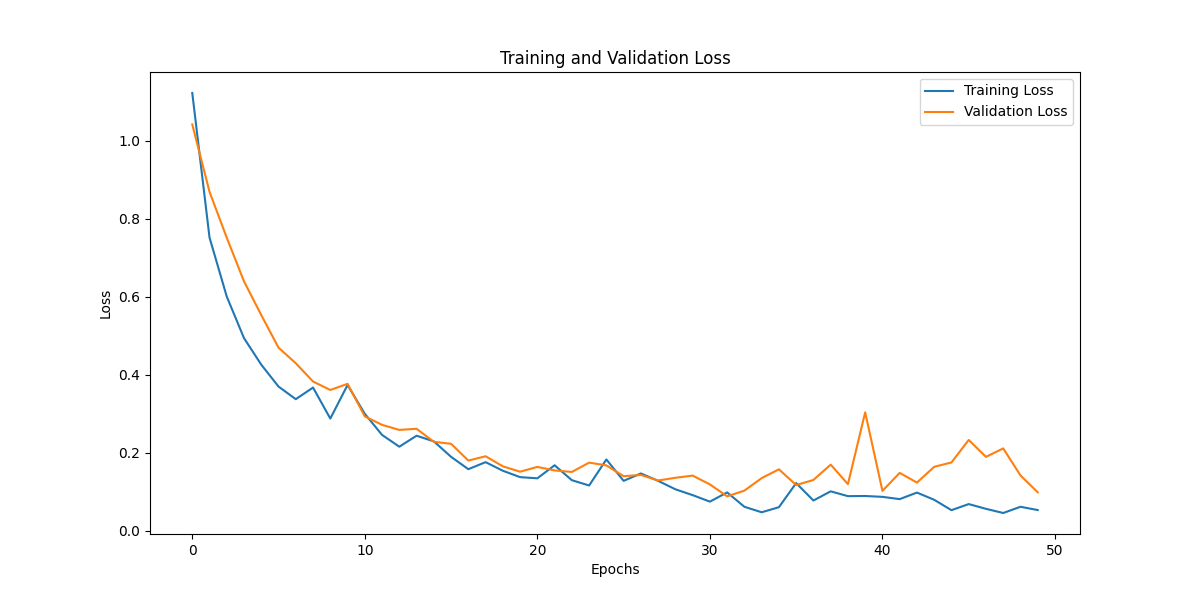 Training and Validation Loss
Training Loss
Validation Loss
1.0
0.8
0.6
0.4
0.2
0.0
Loss
0 10 20 30 40 50
Epochs